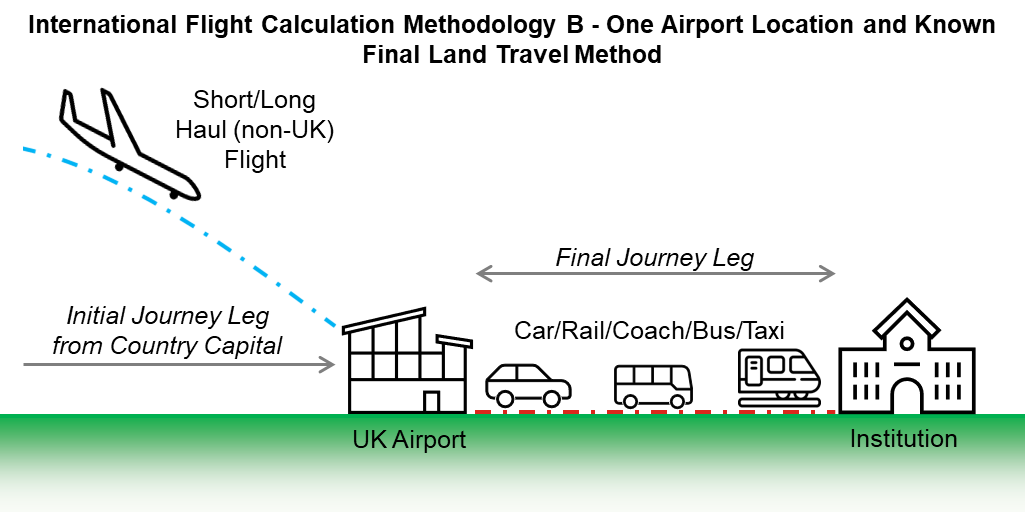 International Flight Calculation Methodology B - One Airport Location and Known
Final Land Travel Method
Short/Long
Haul (non-UK)
Flight
Final Journey Leg
Initial Journey Leg
from Country Capital
Car/Rail/Coach/Bus/Taxi
UK Airport
Institution